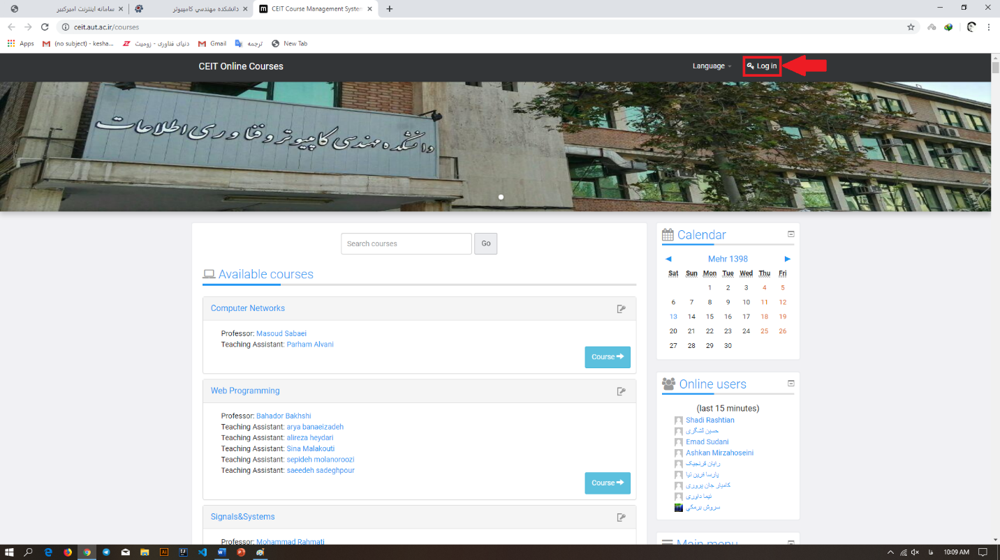 سامانه اینترنت امیرکبیر
دانشكده مهندسي كامپيوتر
CEIT Course Management System
ceit.aut.ac.ir/courses
Apps
(no subject) - kesha...
دنیای فناوری - زومیت
Gmail
ترجمه
New Tab
CEIT Online Courses
Language
Log in
دانشکده مهندسی کامپیوتر و فناوری اطلاعات
Search courses
Go
Available courses
Computer Networks
Professor: Masoud Sabaei
Teaching Assistant: Parham Alvani
Course
Web Programming
Professor: Bahador Bakhshi
Teaching Assistant: arya banaeizadeh
Teaching Assistant: alireza heydari
Teaching Assistant: Sina Malakouti
Teaching Assistant: sepideh molanoroozi
Teaching Assistant: saeedeh sadeghpour
Course
Signals&Systems
Professor: Mohammad Rahmati
Calendar
Mehr 1398
Sat Sun Mon Tue Wed Thu Fri
1 2 3 4 5
6 7 8 9 10 11 12
13 14 15 16 17 18 19
20 21 22 23 24 25 26
27 28 29 30
Online users
(last 15 minutes)
Shadi Rashtian
حسین لشگری
Emad Sudani
Ashkan Mirzahoseini
رایان قرنجیک
پارسا فرین نیا
کامیار جان پروری
نیما داوری
سروش برمکي
Main menu
فا
10:09 AM